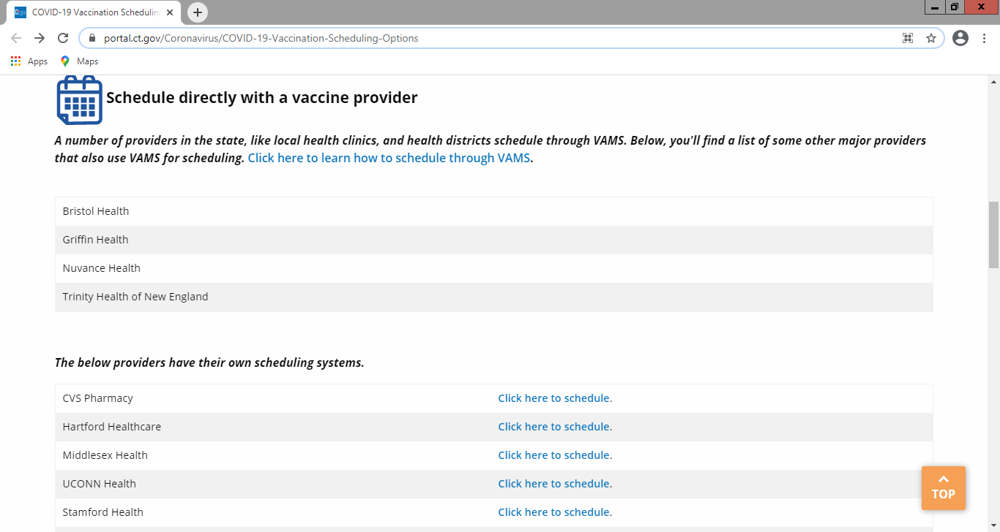 COVID-19 Vaccination Schedulin
portal.ct.gov/Coronavirus/COVID-19-Vaccination-Scheduling-Options
Apps Maps
Schedule directly with a vaccine provider
A number of providers in the state, like local health clinics, and health districts schedule through VAMS. Below, you'll find a list of some other major providers
that also use VAMS for scheduling. Click here to learn how to schedule through VAMS.
Bristol Health
Griffin Health
Nuvance Health
Trinity Health of New England
The below providers have their own scheduling systems.
CVS Pharmacy Click here to schedule.
Hartford Healthcare Click here to schedule.
Middlesex Health Click here to schedule.
UCONN Health Click here to schedule.
Stamford Health Click here to schedule.
TOP